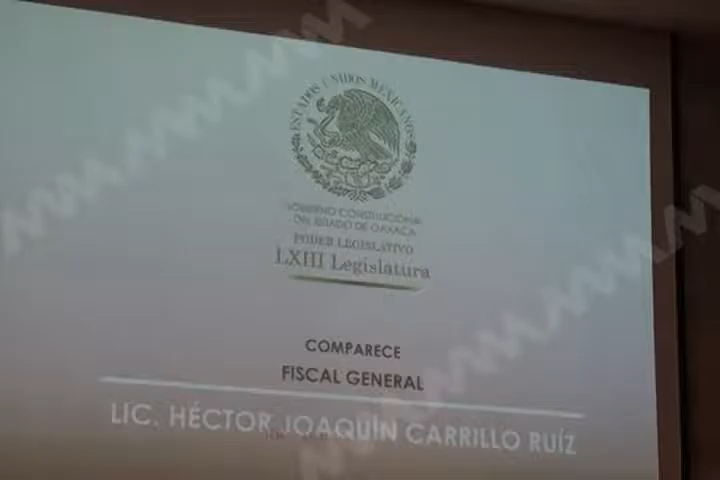 ESTADOS UNIDOS MEXICANOS
GOBIERNO CONSTITUCIONAL
DEL ESTADO DE OAXACA
PODER LEGISLATIVO
LXIII Legislatura
COMPARECE
FISCAL GENERAL
LIC. HÉCTOR JOAQUÍN CARRILLO RUÍZ